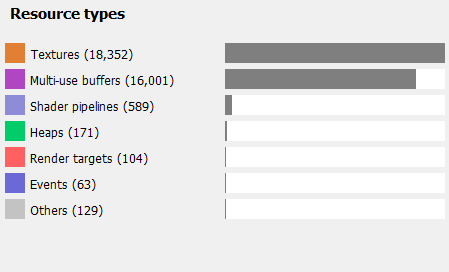 Resource types
Textures (18,352)
Multi-use buffers (16,001)
Shader pipelines (589)
Heaps (171)
Render targets (104)
Events (63)
Others (129)